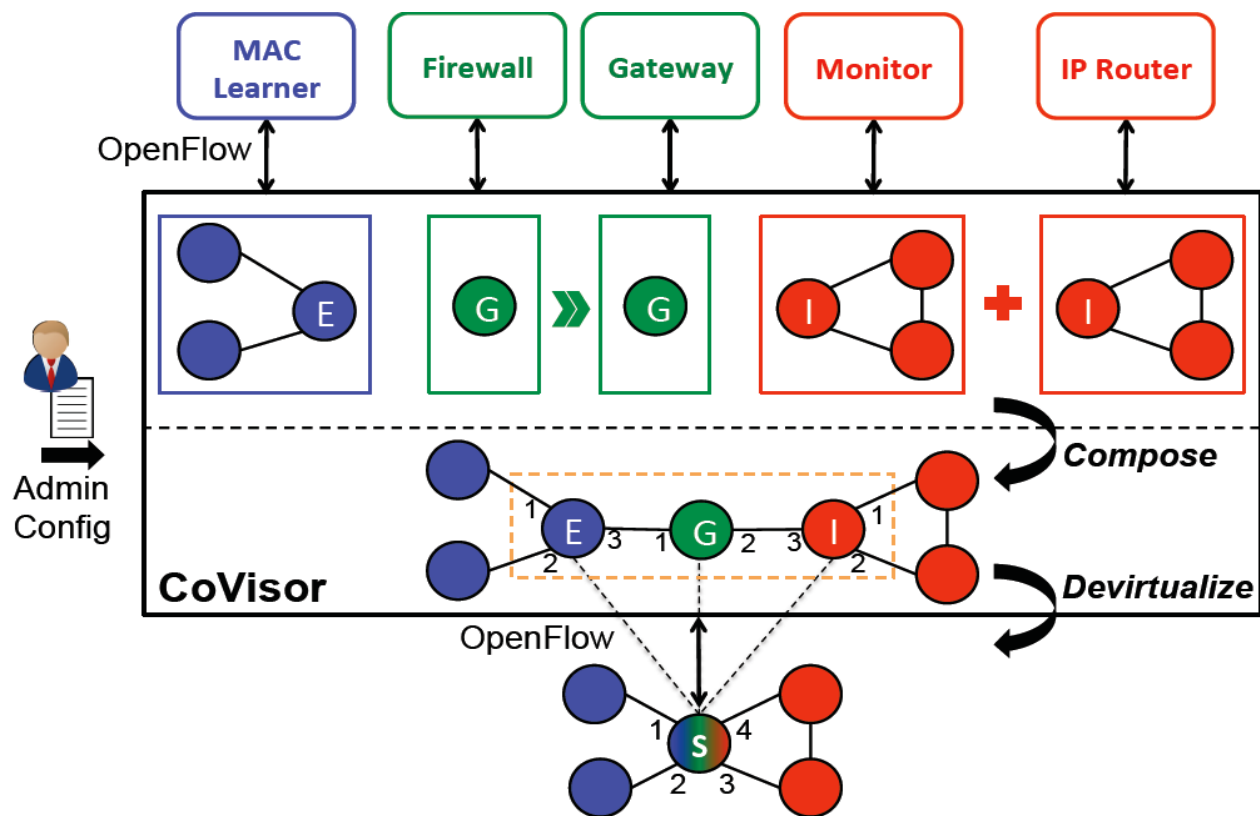 MAC
Learner
Firewall
Gateway
Monitor
IP Router
OpenFlow
E
G
G
I
I
Admin
Config
Compose
1
E
3
2
1
G
2
3
I
1
2
CoVisor
Devirtualize
OpenFlow
1
S
4
2
3